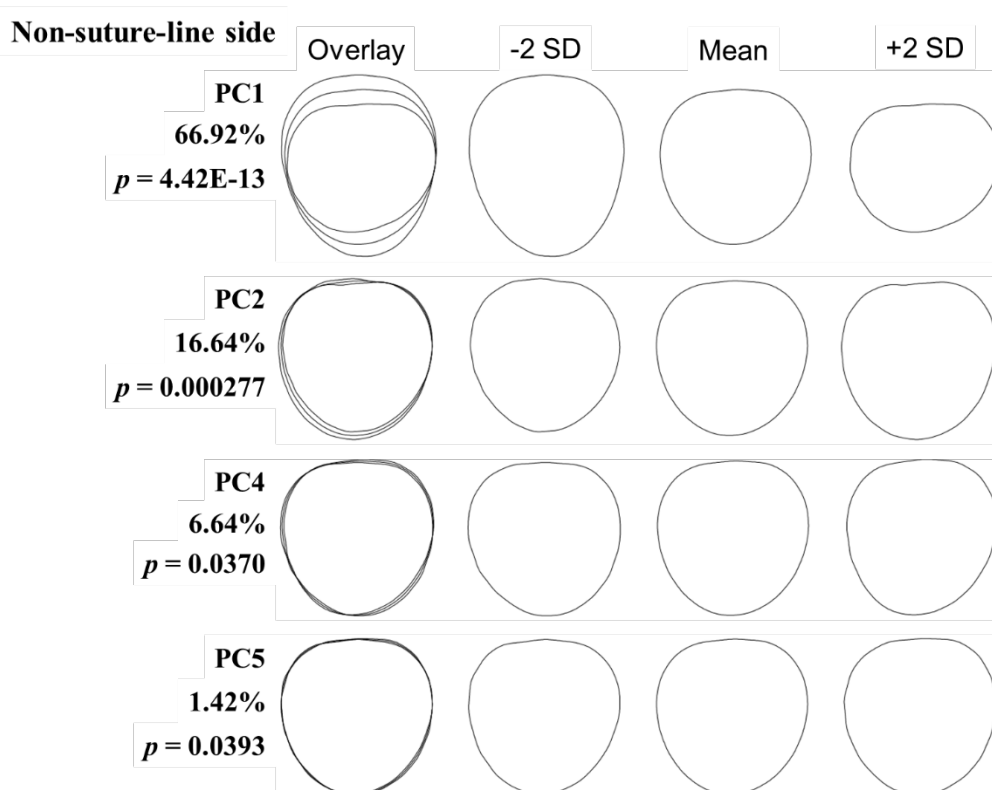 Non-suture-line side
Overlay -2 SD Mean +2 SD
PC1
66.92%
p = 4.42E-13
PC2
16.64%
p = 0.000277
PC4
6.64%
p = 0.0370
PC5
1.42%
p = 0.0393